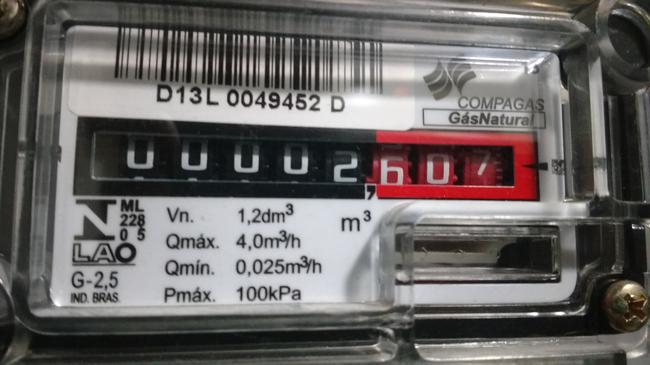 D13L 0049452 D
COMPAGAS
GásNatural
0 0 0 0 2 6 0 7
N ML
228
0 5
LAO
G-2,5
IND. BRAS.
Vn. 1,2dm³
Qmáx. 4,0m³/h
Qmín. 0,025m³/h
Pmáx. 100kPa
m³